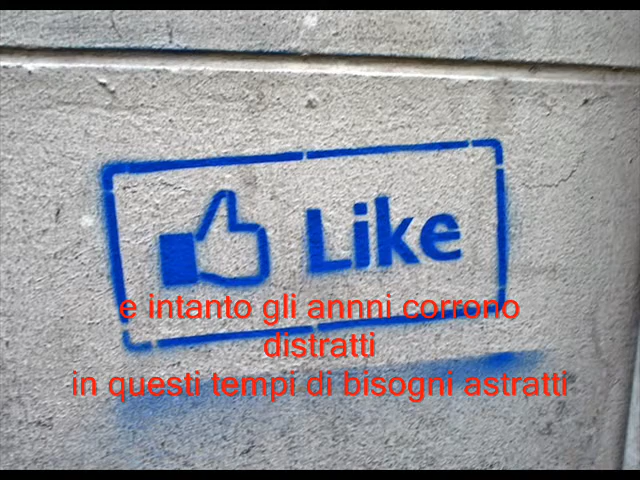 Like
e intanto gli annni corrono
distratti
in questi tempi di bisogni astratti